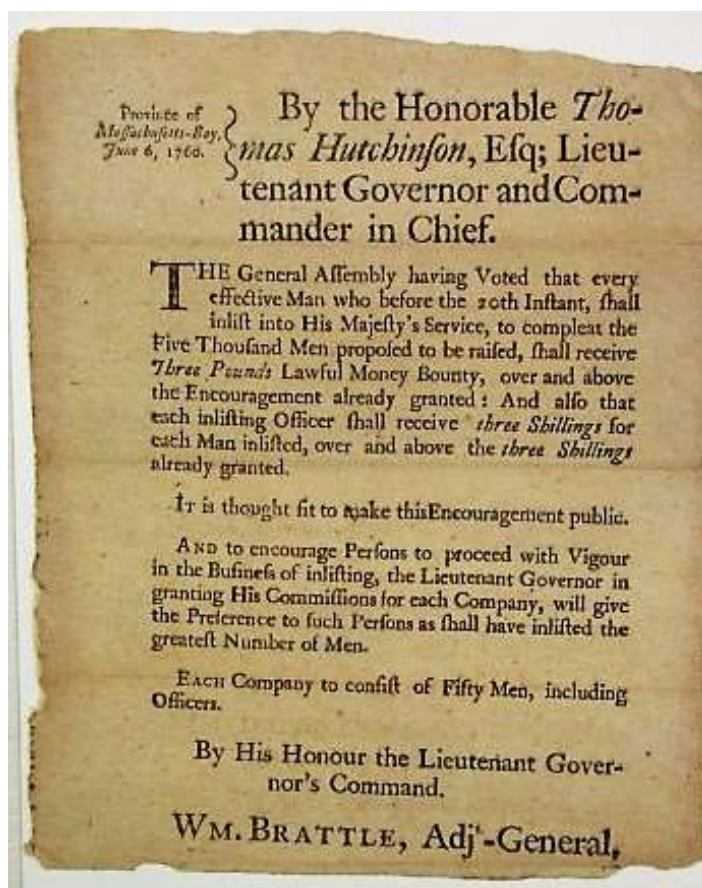 Province of
Maſſachuſetts-Bay,
June 6, 1760.
By the Honorable Tho-
mas Hutchinſon, Eſq; Lieu-
tenant Governor and Com-
mander in Chief.
THE General Aſſembly having Voted that every
effective Man who before the 20th Inſtant, ſhall
inliſt into His Majeſty's Service, to compleat the
Five Thouſand Men propoſed to be raiſed, ſhall receive
Three Pounds Lawful Money Bounty, over and above
the Encouragement already granted : And alſo that
each inliſting Officer ſhall receive three Shillings for
each Man inliſted, over and above the three Shillings
already granted.
IT is thought fit to make this Encouragement public.
AND to encourage Perſons to proceed with Vigour
in the Buſineſs of inliſting, the Lieutenant Governor in
granting His Commiſſions for each Company, will give
the Preference to ſuch Perſons as ſhall have inliſted the
greateſt Number of Men.
EACH Company to conſiſt of Fifty Men, including
Officers.
By His Honour the Lieutenant Gover-
nor's Command.
WM. BRATTLE, Adj'-General,